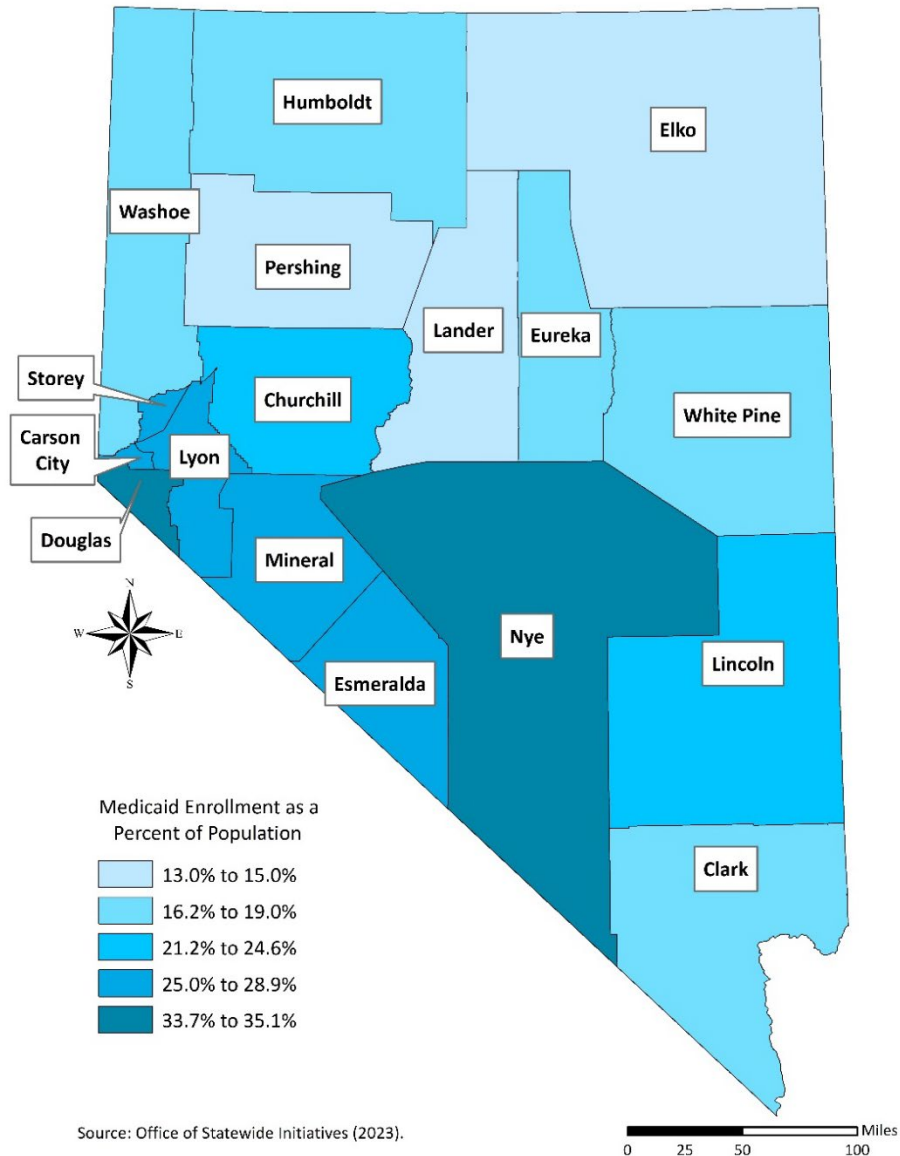 Humboldt
Elko
Washoe
Pershing
Lander
Eureka
Storey
Churchill
White Pine
Carson
City
Lyon
Douglas
Mineral
N
W
E
S
Nye
Lincoln
Esmeralda
Medicaid Enrollment as a
Percent of Population
13.0% to 15.0%
16.2% to 19.0%
21.2% to 24.6%
25.0% to 28.9%
33.7% to 35.1%
Clark
Source: Office of Statewide Initiatives (2023).
Miles
0 25 50 100